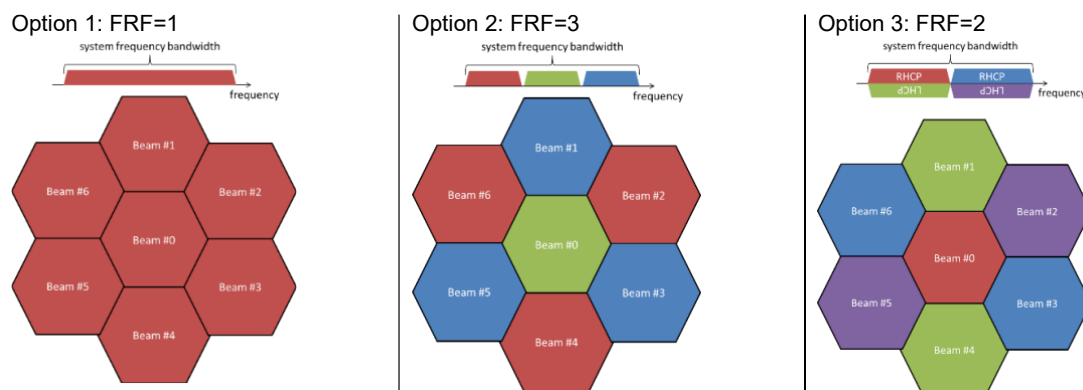 Option 1: FRF=1
system frequency bandwidth
frequency
Beam #1
Beam #6
Beam #2
Beam #0
Beam #5
Beam #3
Beam #4
Option 2: FRF=3
system frequency bandwidth
frequency
Beam #1
Beam #6
Beam #2
Beam #0
Beam #5
Beam #3
Beam #4
Option 3: FRF=2
system frequency bandwidth
RHCP RHCP
LHCP LHCP
frequency
Beam #1
Beam #6
Beam #2
Beam #0
Beam #5
Beam #3
Beam #4